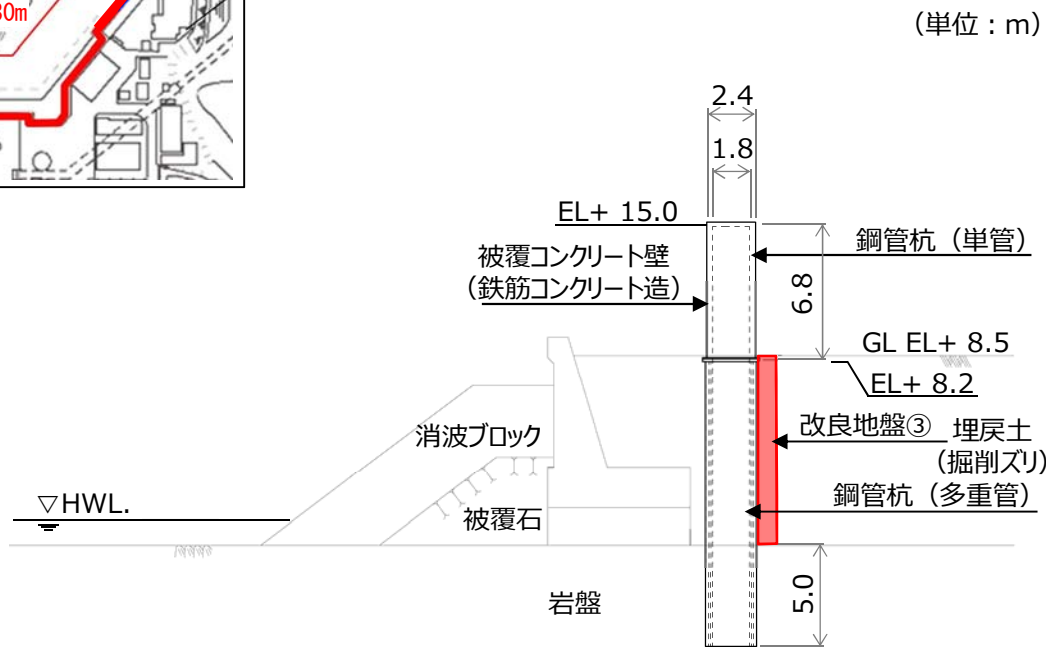 （単位：m）
2.4
1.8
EL+ 15.0
被覆コンクリート壁
（鉄筋コンクリート造）
鋼管杭（単管）
6.8
GL EL+ 8.5
EL+ 8.2
消波ブロック
改良地盤③
埋戻土
（掘削ズリ）
▽HWL.
被覆石
鋼管杭（多重管）
岩盤
5.0